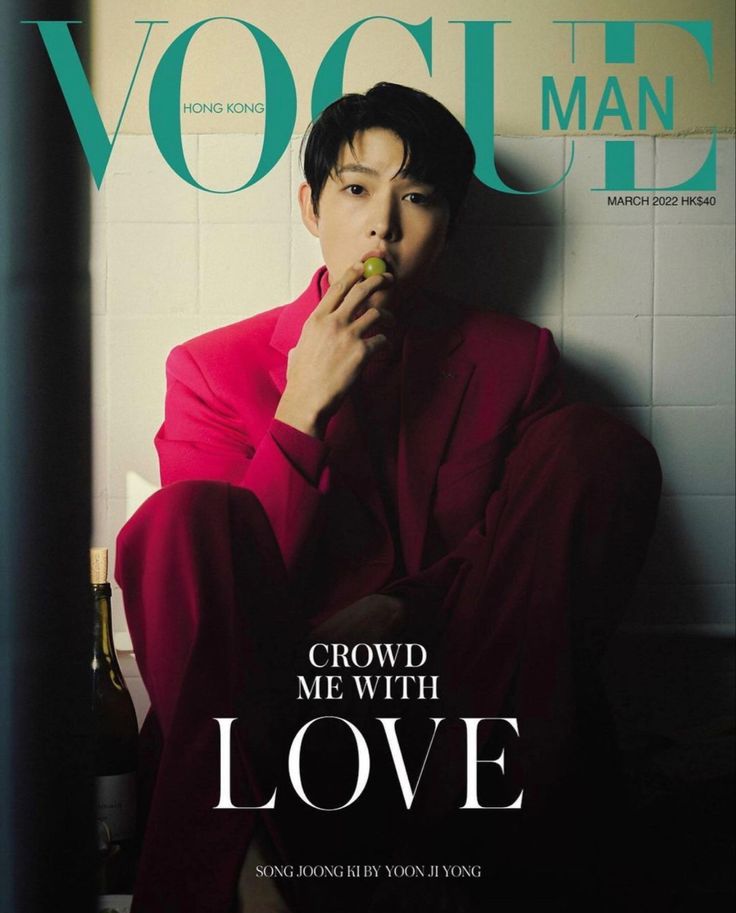 VOGUE
HONG KONG
MAN
MARCH 2022 HK$40
CROWD
ME WITH
LOVE
SONG JOONG KI BY YOON JI YONG